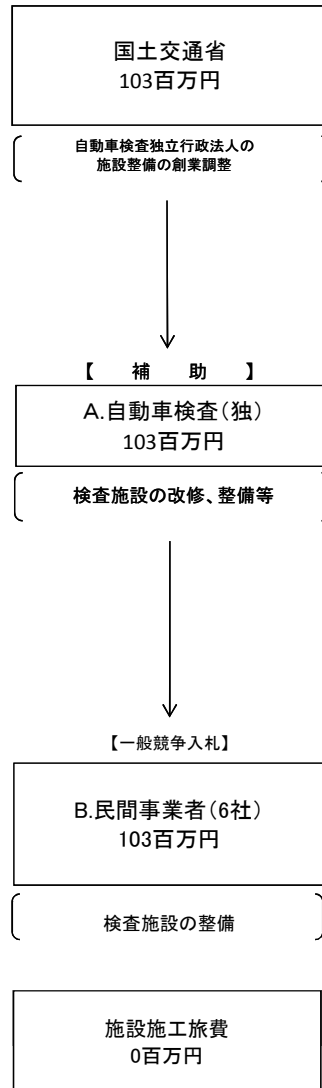 国土交通省
103百万円
自動車検査独立行政法人の
施設整備の創業調整
【 補 助 】
A.自動車検査(独)
103百万円
検査施設の改修、整備等
【一般競争入札】
B.民間事業者(6社)
103百万円
検査施設の整備
施設施工旅費
0百万円